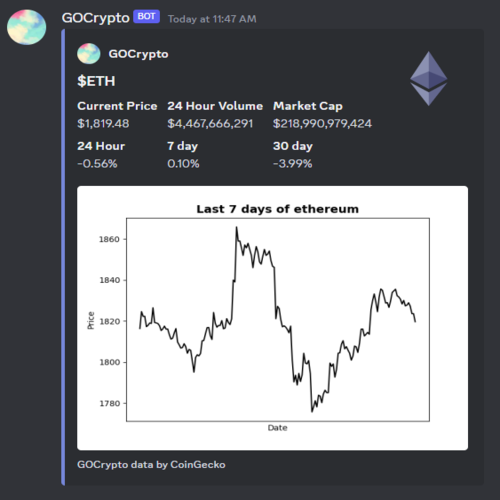 GOCrypto BOT Today at 11:47 AM
GOCrypto
$ETH
Current Price 24 Hour Volume Market Cap
$1,819.48 $4,467,666,291 $218,990,979,424
24 Hour 7 day 30 day
-0.56% 0.10% -3.99%
Last 7 days of ethereum
1860
1840
1820
1800
1780
Price
Date
GOCrypto data by CoinGecko